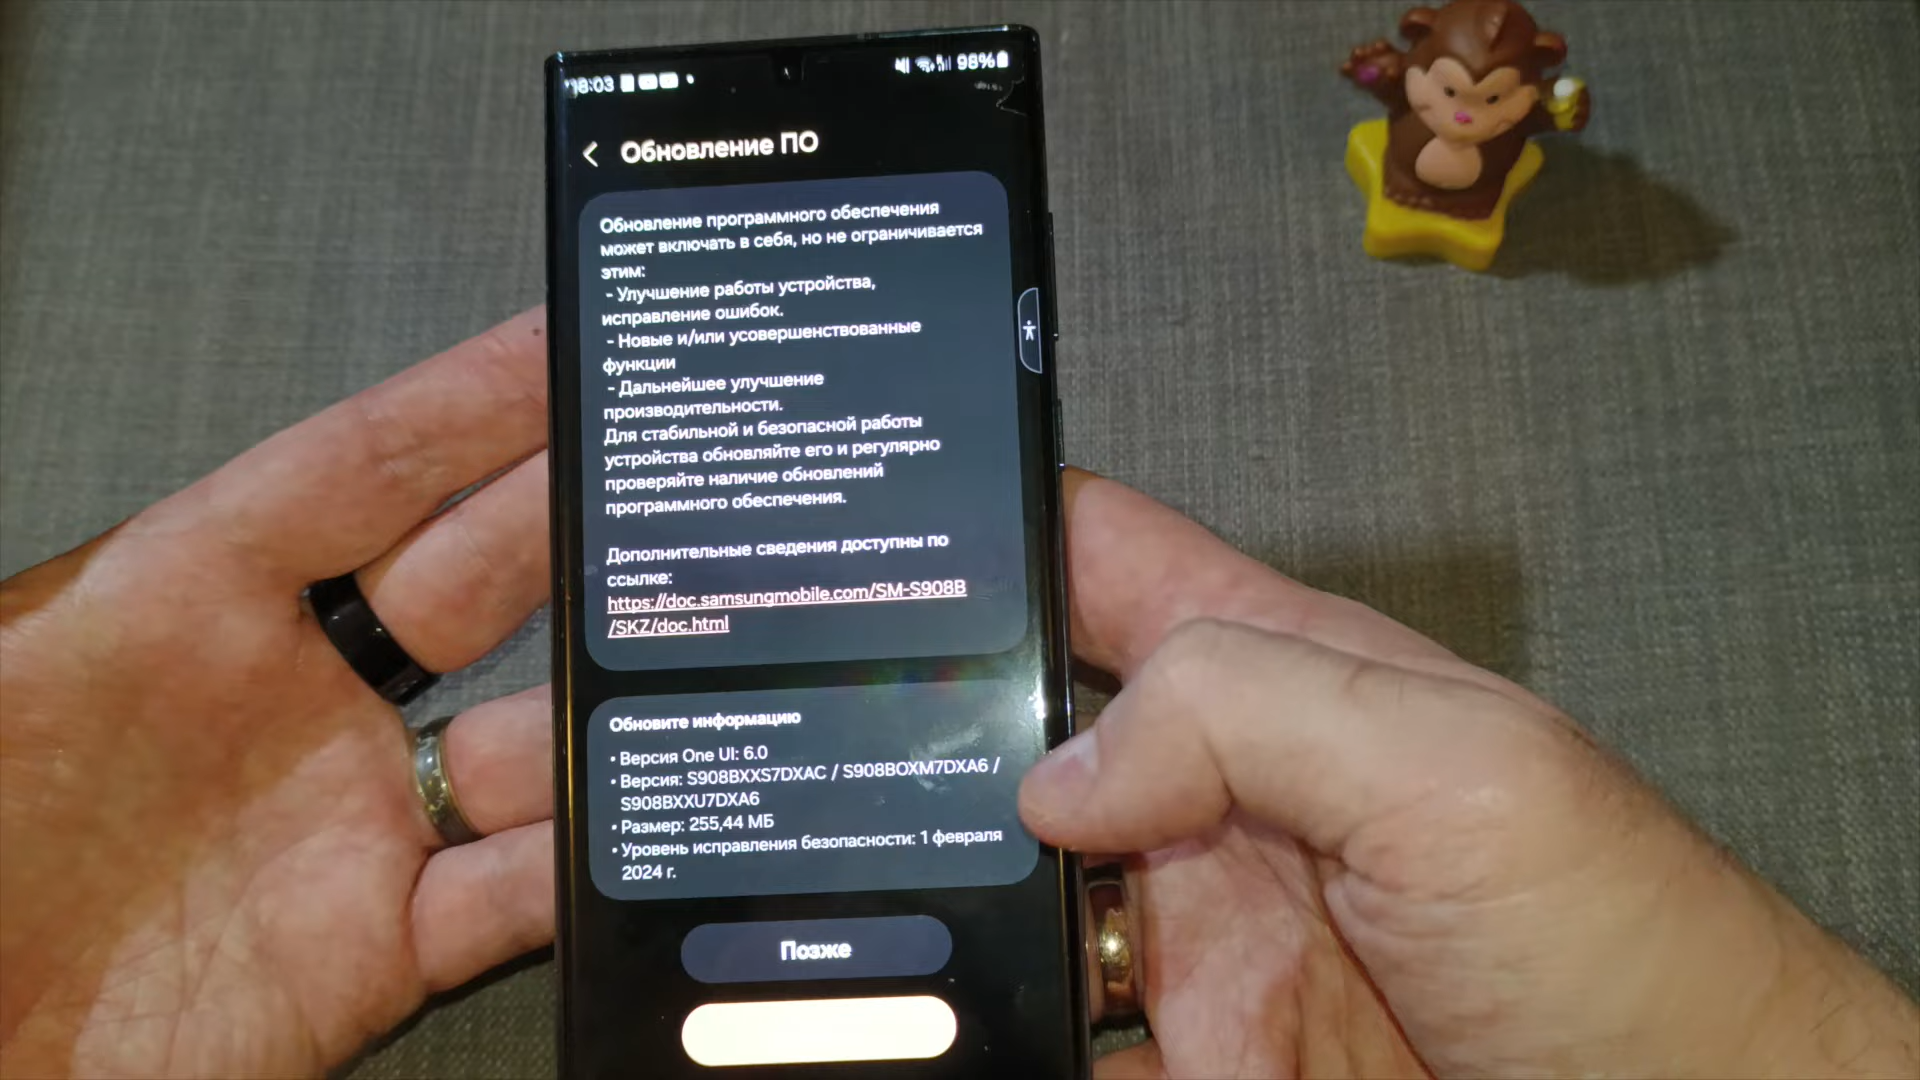 18:03
98%
Обновление ПО
Обновление программного обеспечения
может включать в себя, но не ограничивается
этим:
- Улучшение работы устройства,
исправление ошибок.
- Новые и/или усовершенствованные
функции
- Дальнейшее улучшение
производительности.
Для стабильной и безопасной работы
устройства обновляйте его и регулярно
проверяйте наличие обновлений
программного обеспечения.
Дополнительные сведения доступны по
ссылке:
https://doc.samsungmobile.com/SM-S908B
/SKZ/doc.html
Обновите информацию
• Версия One UI: 6.0
• Версия: S908BXXS7DXAC / S908BOXM7DXA6 /
S908BXXU7DXA6
• Размер: 255,44 МБ
• Уровень исправления безопасности: 1 февраля
2024 г.
Позже